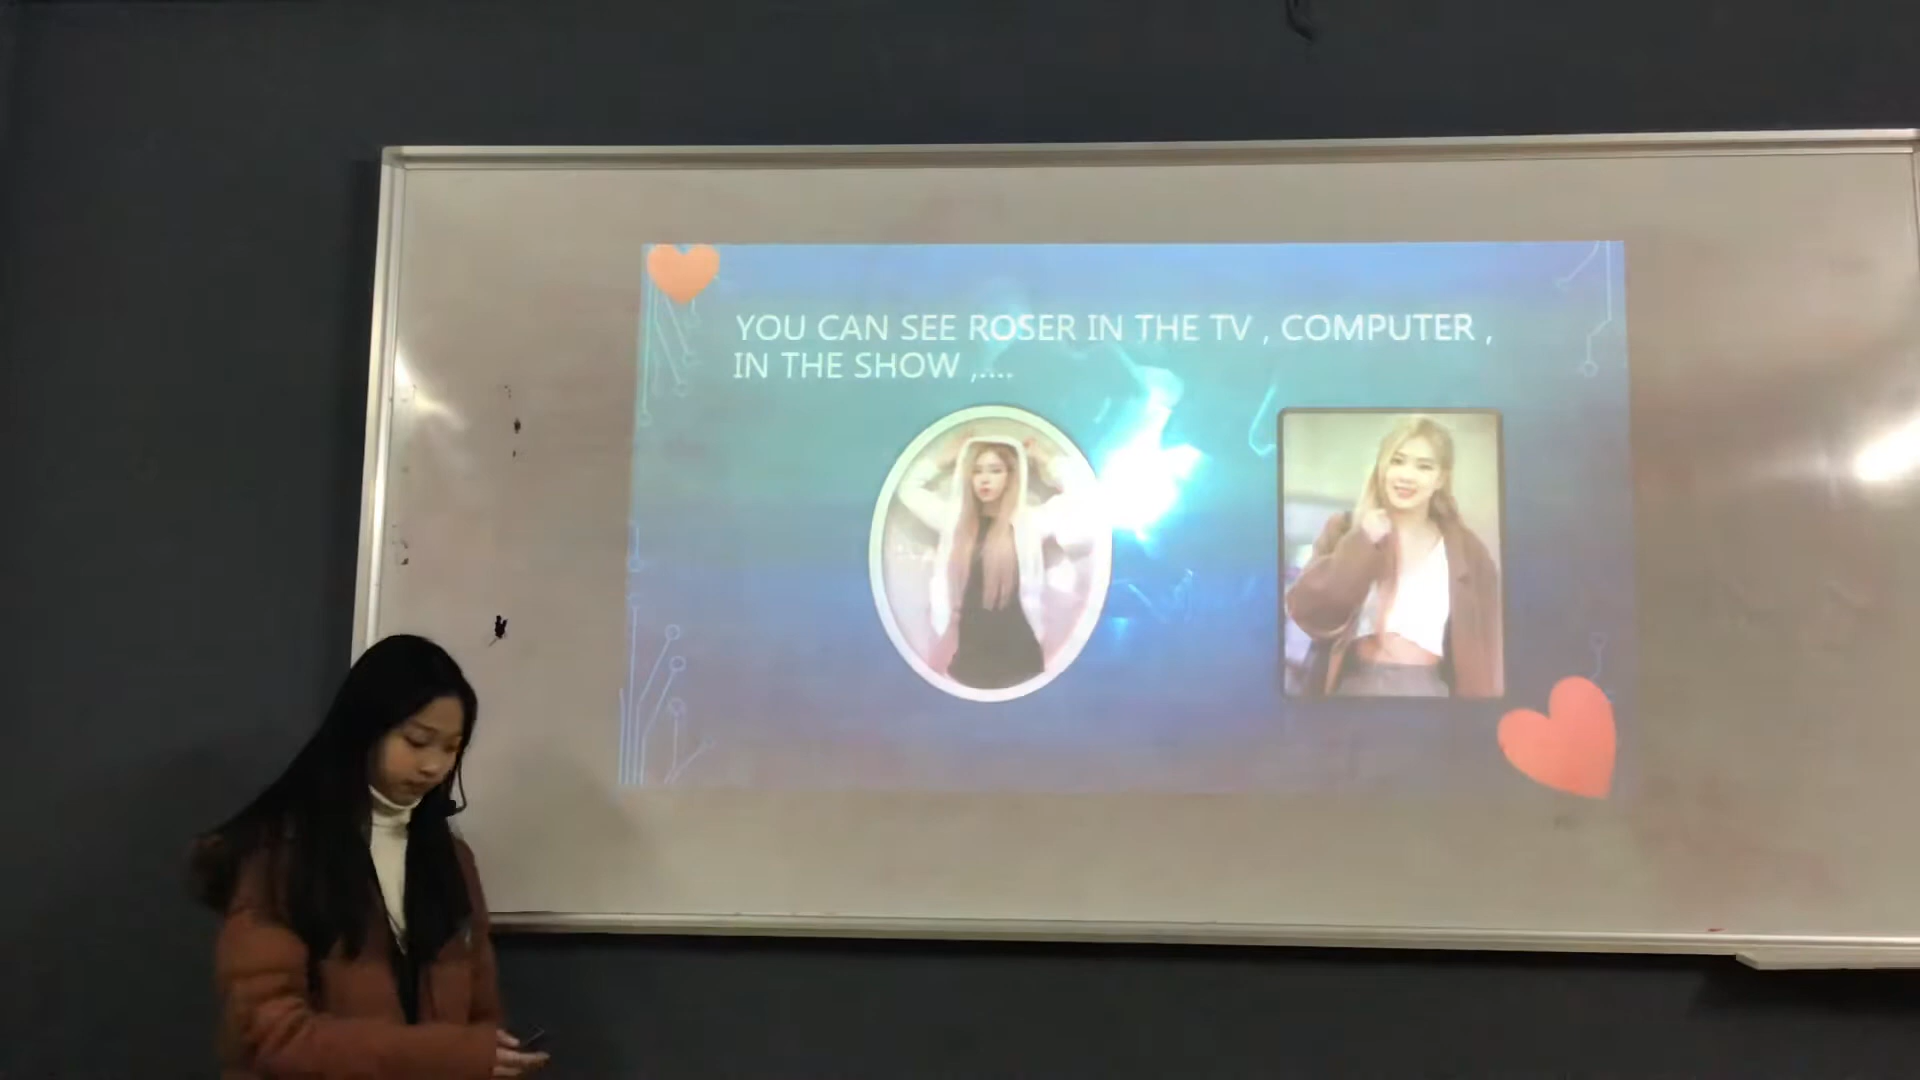 YOU CAN SEE ROSER IN THE TV , COMPUTER ,
IN THE SHOW ,....